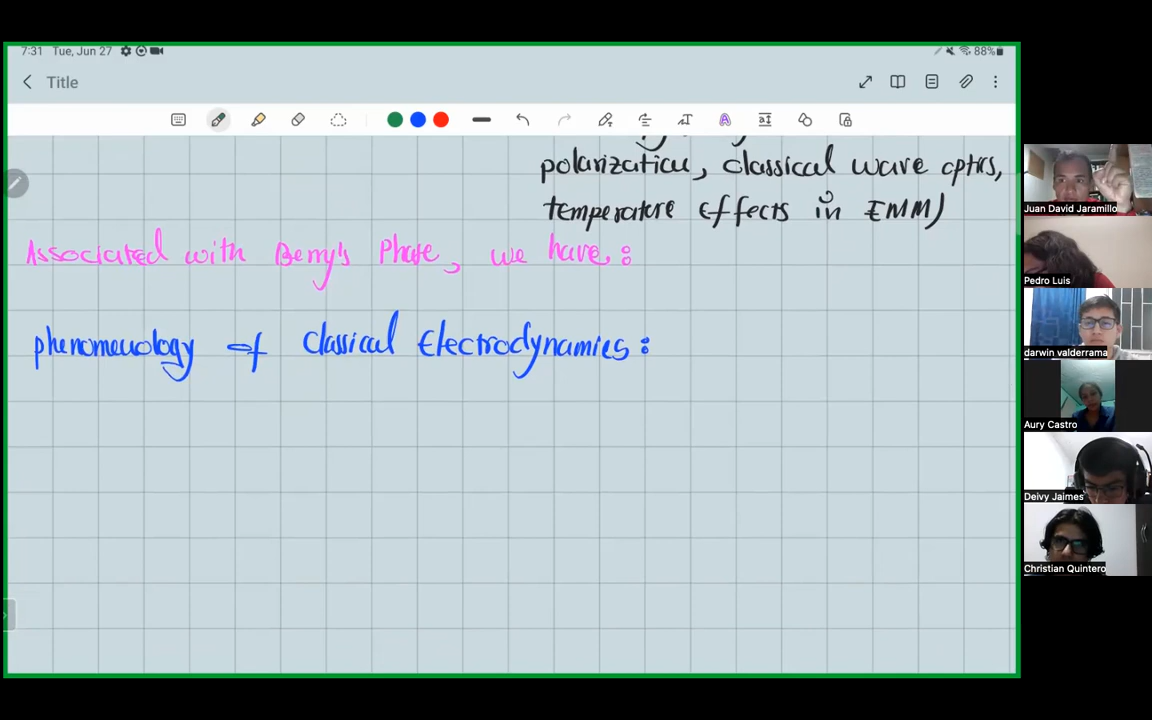 7:31 Tue, Jun 27 88%
Title
polarization, classical wave optics,
temperature effects in EMM)
Associated with Berry's Phase, we have:
phenomenology of classical Electrodynamics:
Juan David Jaramillo
Pedro Luis
darwin valderrama
Aury Castro
Deivy Jaimes
Christian Quintero